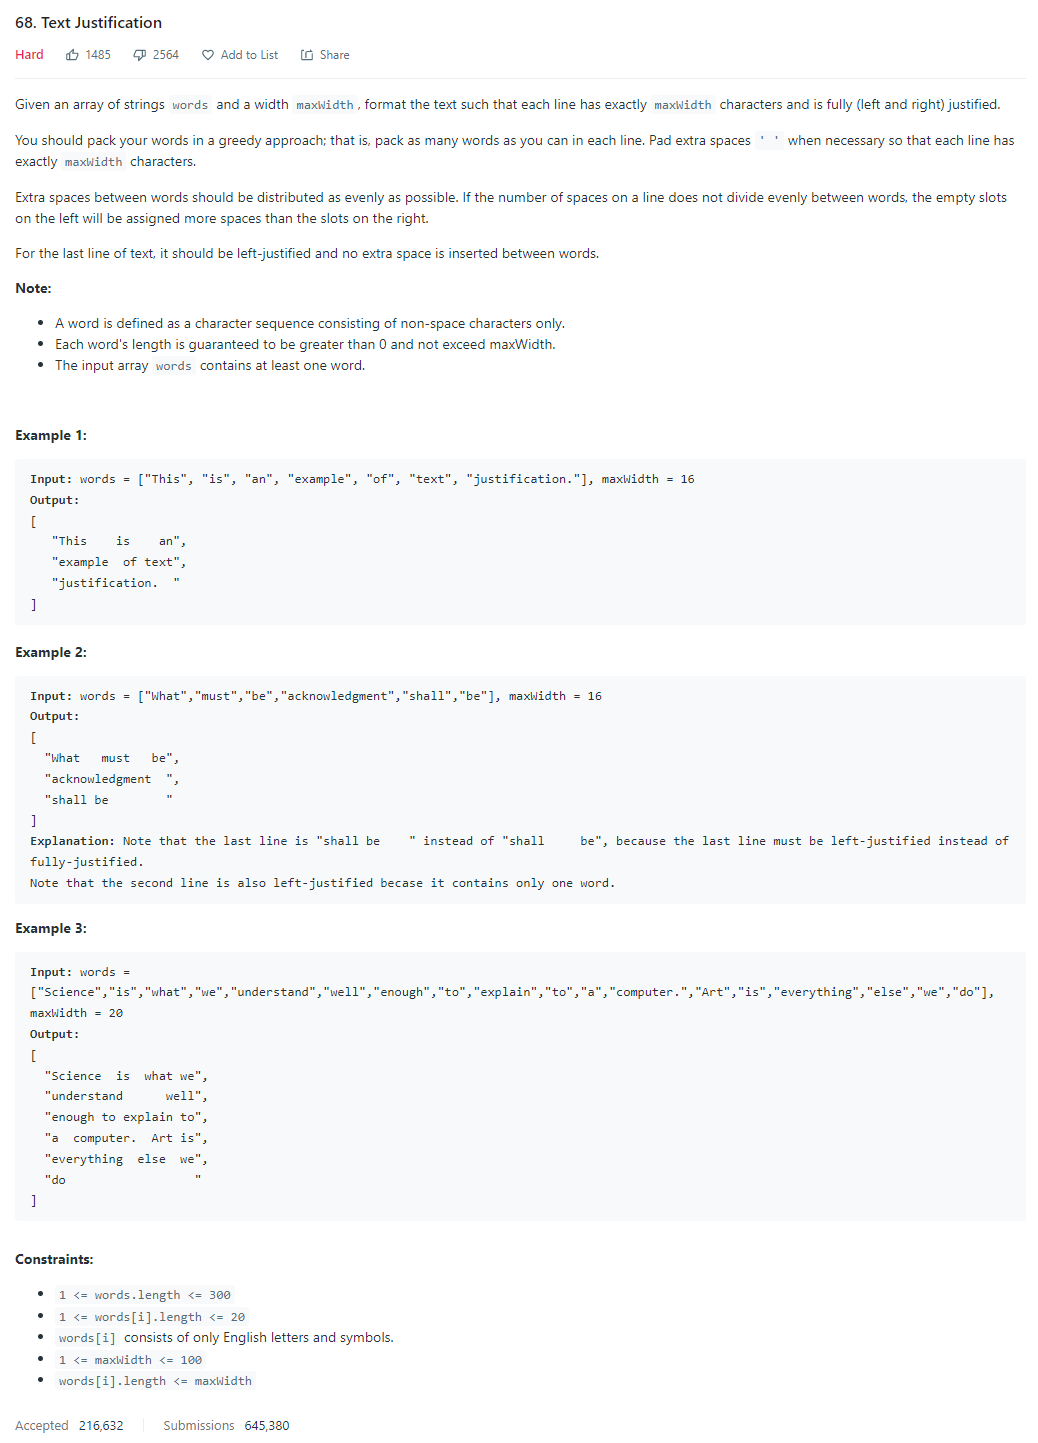 68. Text Justification
Hard 1485 2564 Add to List Share
Given an array of strings words and a width maxWidth, format the text such that each line has exactly maxWidth characters and is fully (left and right) justified.
You should pack your words in a greedy approach; that is, pack as many words as you can in each line. Pad extra spaces ' ' when necessary so that each line has
exactly maxWidth characters.
Extra spaces between words should be distributed as evenly as possible. If the number of spaces on a line does not divide evenly between words, the empty slots
on the left will be assigned more spaces than the slots on the right.
For the last line of text, it should be left-justified and no extra space is inserted between words.
Note:
• A word is defined as a character sequence consisting of non-space characters only.
• Each word's length is guaranteed to be greater than 0 and not exceed maxWidth.
• The input array words contains at least one word.
Example 1:
Input: words = ["This", "is", "an", "example", "of", "text", "justification."], maxWidth = 16
Output:
[
   "This    is    an",
   "example  of text",
   "justification.  "
]
Example 2:
Input: words = ["What","must","be","acknowledgment","shall","be"], maxWidth = 16
Output:
[
  "What   must   be",
  "acknowledgment  ",
  "shall be        "
]
Explanation: Note that the last line is "shall be    " instead of "shall     be", because the last line must be left-justified instead of
fully-justified.
Note that the second line is also left-justified becase it contains only one word.
Example 3:
Input: words =
["Science","is","what","we","understand","well","enough","to","explain","to","a","computer.","Art","is","everything","else","we","do"],
maxWidth = 20
Output:
[
  "Science  is  what we",
  "understand      well",
  "enough to explain to",
  "a  computer.  Art is",
  "everything  else  we",
  "do                  "
]
Constraints:
• 1 <= words.length <= 300
• 1 <= words[i].length <= 20
• words[i] consists of only English letters and symbols.
• 1 <= maxWidth <= 100
• words[i].length <= maxWidth
Accepted 216,632 Submissions 645,380